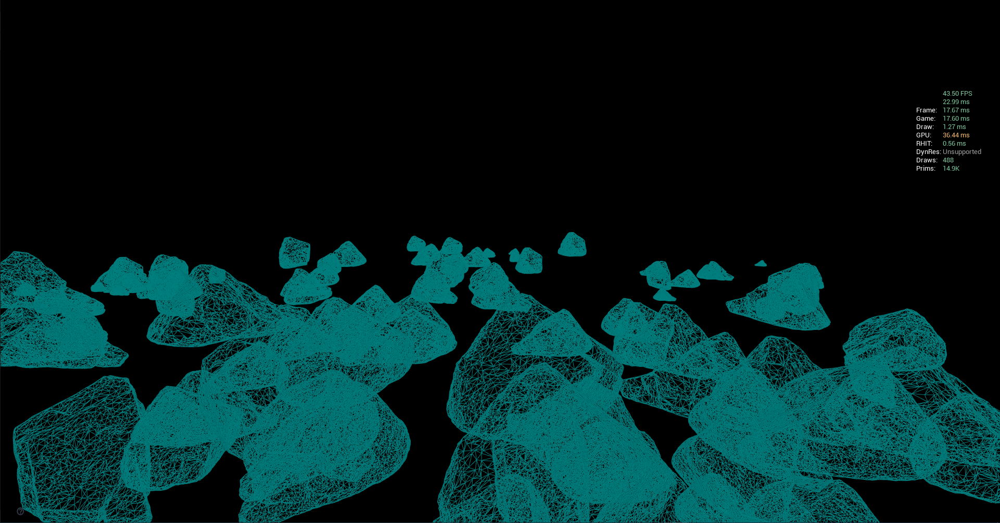 43.50 FPS
22.99 ms
Frame: 17.67 ms
Game: 17.60 ms
Draw: 1.27 ms
GPU: 36.44 ms
RHIT: 0.56 ms
DynRes: Unsupported
Draws: 488
Prims: 14.9K
?